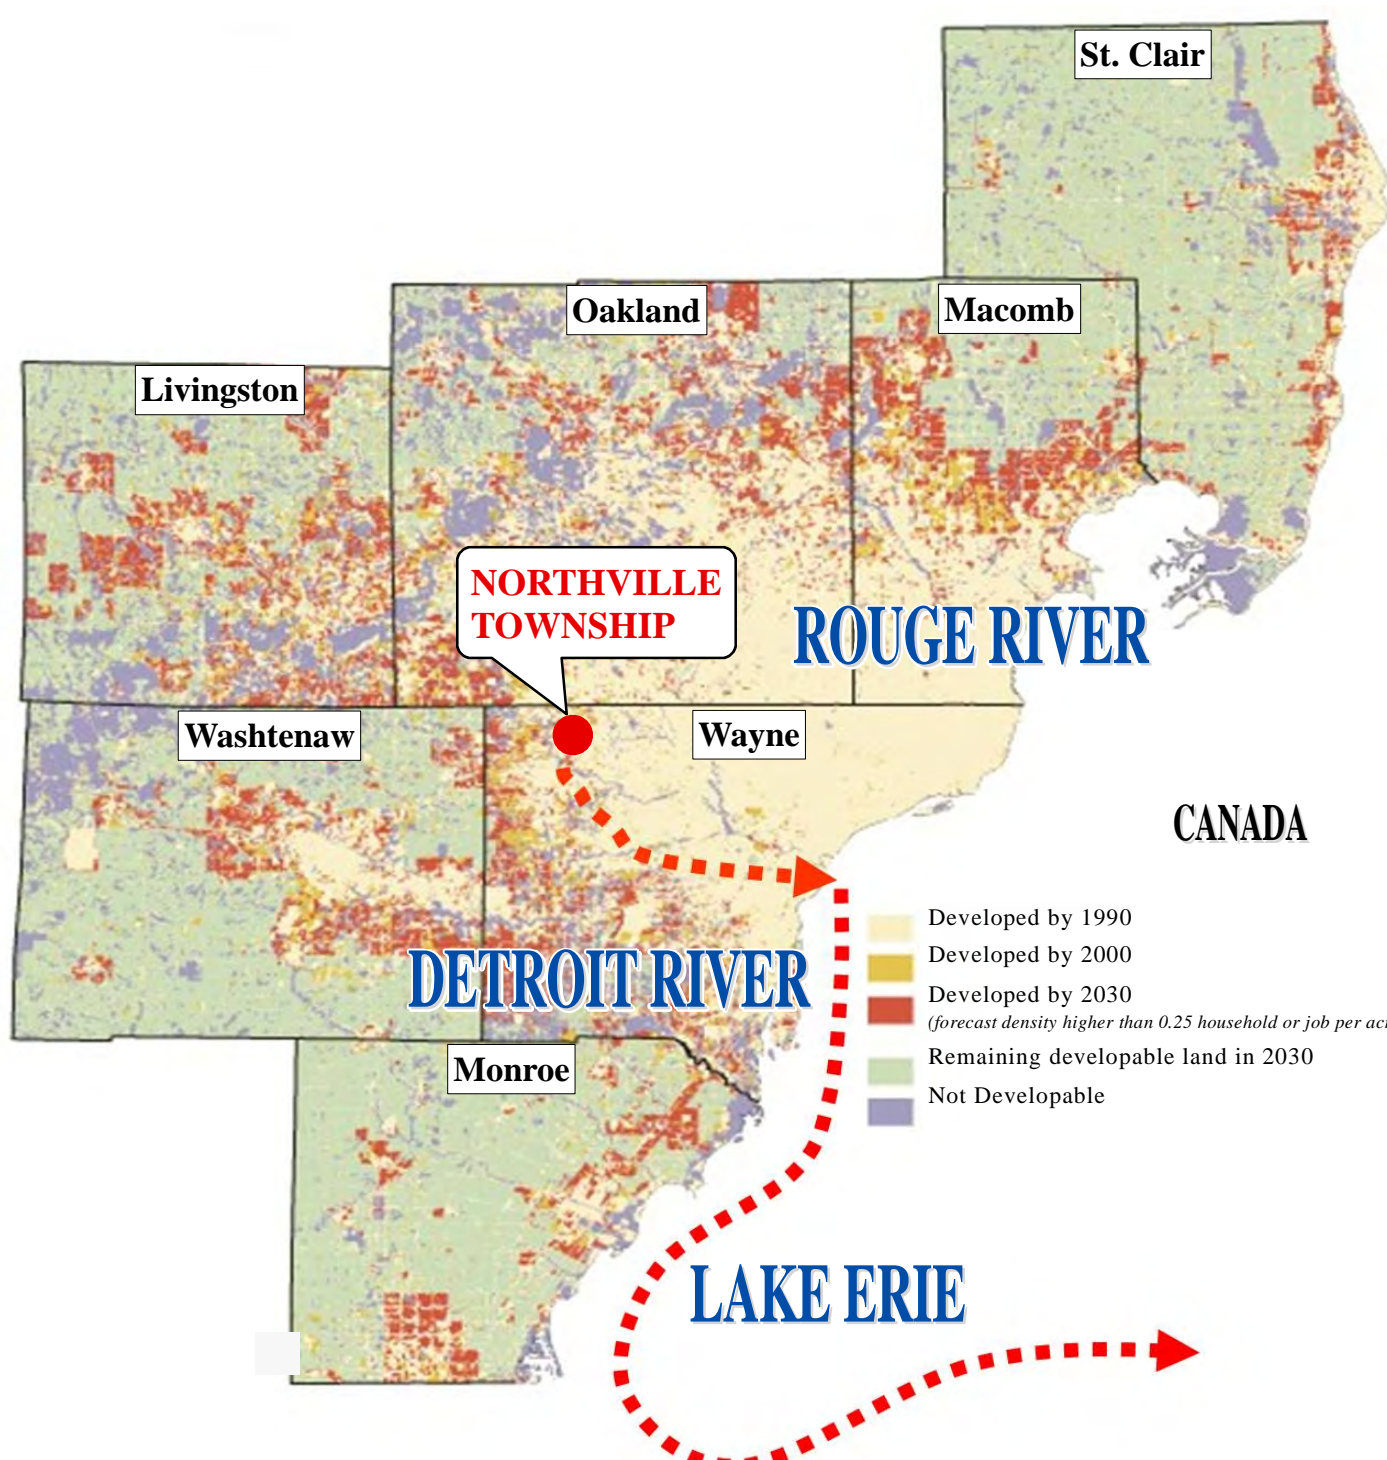 St. Clair
Oakland
Macomb
Livingston
NORTHVILLE
TOWNSHIP
ROUGE RIVER
Washtenaw
Wayne
CANADA
Developed by 1990
Developed by 2000
Developed by 2030
(forecast density higher than 0.25 household or job per acr
Remaining developable land in 2030
Not Developable
DETROIT RIVER
Monroe
LAKE ERIE